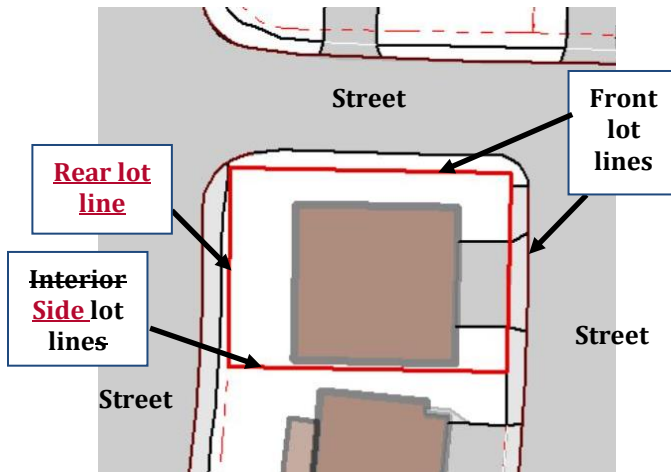 Street
Front
lot
lines
Rear lot
line
Interior
Side lot
lines
Street
Street